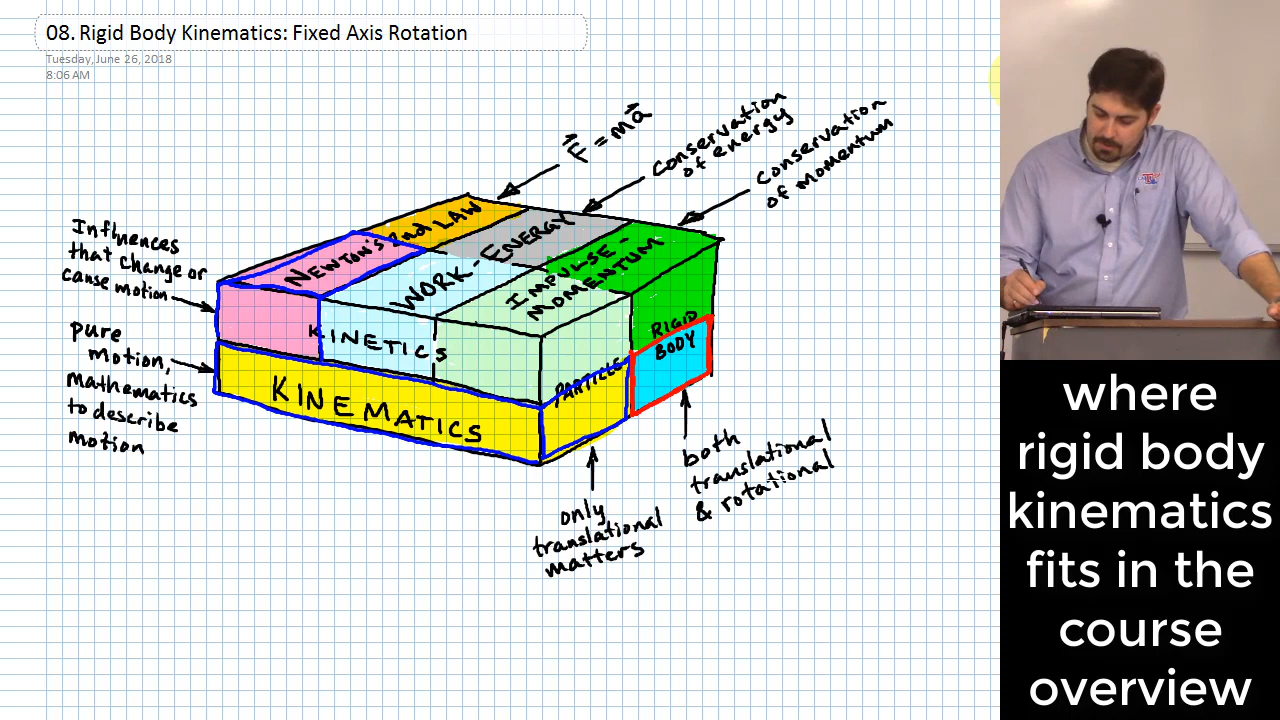 08. Rigid Body Kinematics: Fixed Axis Rotation
Tuesday, June 26, 2018
8:06 AM
F = ma
conservation
of energy
conservation
of momentum
Influences
that change or
cause motion
pure
motion,
mathematics
to describe
motion
NEWTON'S 2nd LAW
WORK-ENERGY
IMPULSE-
MOMENTUM
KINETICS
KINEMATICS
PARTICLE
RIGID
BODY
only
translational
matters
both
translational
& rotational
where
rigid body
kinematics
fits in the
course
overview